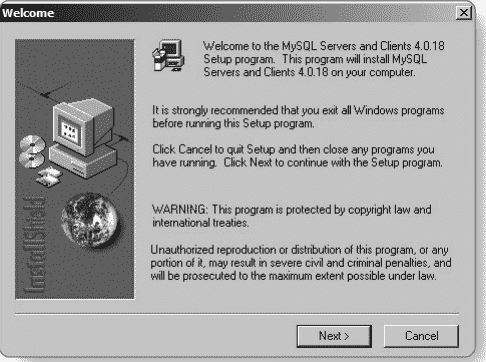 Welcome
Welcome to the MySQL Servers and Clients 4.0.18
Setup program. This program will install MySQL
Servers and Clients 4.0.18 on your computer.
It is strongly recommended that you exit all Windows programs
before running this Setup program.
Click Cancel to quit Setup and then close any programs you
have running. Click Next to continue with the Setup program.
WARNING: This program is protected by copyright law and
international treaties.
Unauthorized reproduction or distribution of this program, or any
portion of it, may result in severe civil and criminal penalties, and
will be prosecuted to the maximum extent possible under law.
InstallShield
Next >
Cancel